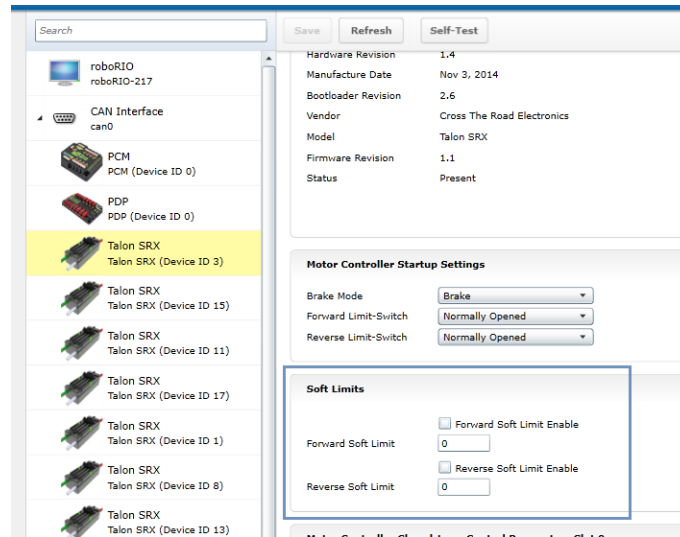 Search
roboRIO
roboRIO-217
CAN Interface
can0
PCM
PCM (Device ID 0)
PDP
PDP (Device ID 0)
Talon SRX
Talon SRX (Device ID 3)
Talon SRX
Talon SRX (Device ID 15)
Talon SRX
Talon SRX (Device ID 11)
Talon SRX
Talon SRX (Device ID 17)
Talon SRX
Talon SRX (Device ID 1)
Talon SRX
Talon SRX (Device ID 8)
Talon SRX
Talon SRX (Device ID 13)
Save Refresh Self-Test
Hardware Revision 1.4
Manufacture Date Nov 3, 2014
Bootloader Revision 2.6
Vendor Cross The Road Electronics
Model Talon SRX
Firmware Revision 1.1
Status Present
Motor Controller Startup Settings
Brake Mode Brake
Forward Limit-Switch Normally Opened
Reverse Limit-Switch Normally Opened
Soft Limits
Forward Soft Limit Enable
Forward Soft Limit 0
Reverse Soft Limit Enable
Reverse Soft Limit 0